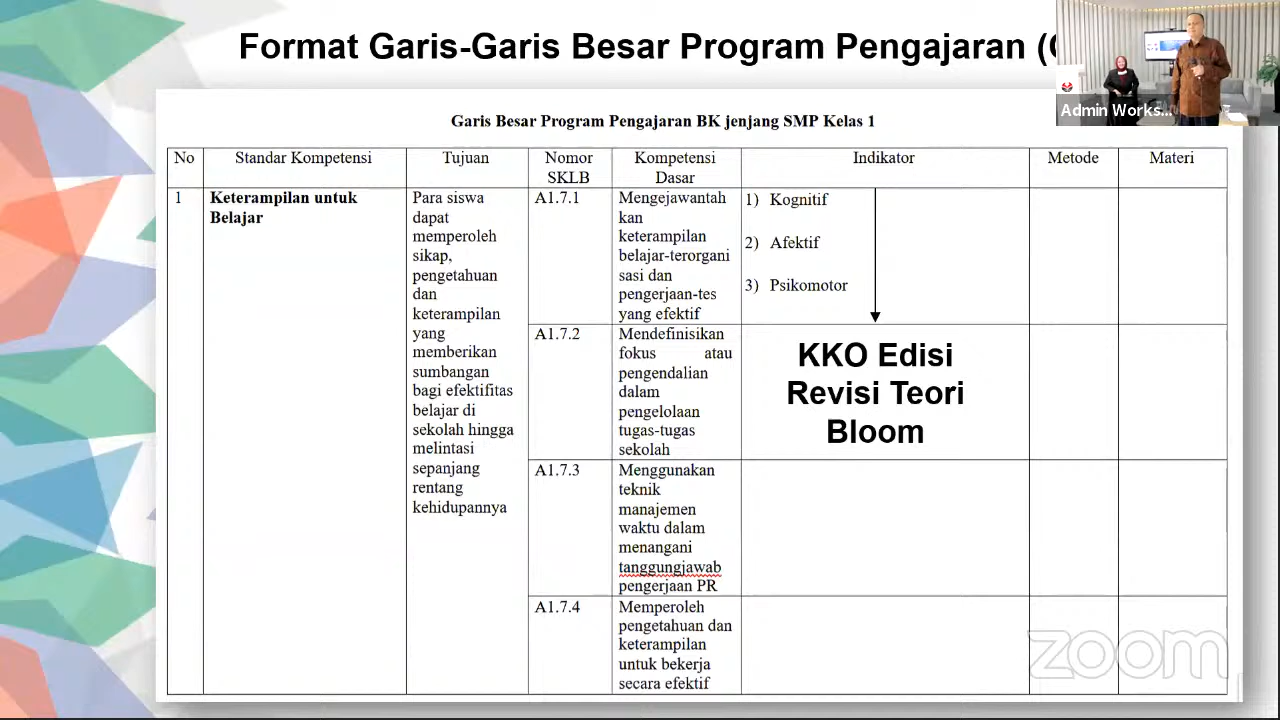 Format Garis-Garis Besar Program Pengajaran (
Admin Works...
Garis Besar Program Pengajaran BK jenjang SMP Kelas 1
No
Standar Kompetensi
Tujuan
Nomor
SKLB
Kompetensi
Dasar
Indikator
Metode
Materi
1
Keterampilan untuk
Belajar
Para siswa
dapat
memperoleh
sikap,
pengetahuan
dan
keterampilan
yang
memberikan
sumbangan
bagi efektifitas
belajar di
sekolah hingga
melintasi
sepanjang
rentang
kehidupannya
A1.7.1
Mengejawantah
kan
keterampilan
belajar-terorgani
sasi dan
pengerjaan-tes
yang efektif
1) Kognitif
2) Afektif
3) Psikomotor
A1.7.2
Mendefinisikan
fokus atau
pengendalian
dalam
pengelolaan
tugas-tugas
sekolah
KKO Edisi
Revisi Teori
Bloom
A1.7.3
Menggunakan
teknik
manajemen
waktu dalam
menangani
tanggungjawab
pengerjaan PR
A1.7.4
Memperoleh
pengetahuan dan
keterampilan
untuk bekerja
secara efektif
zoom